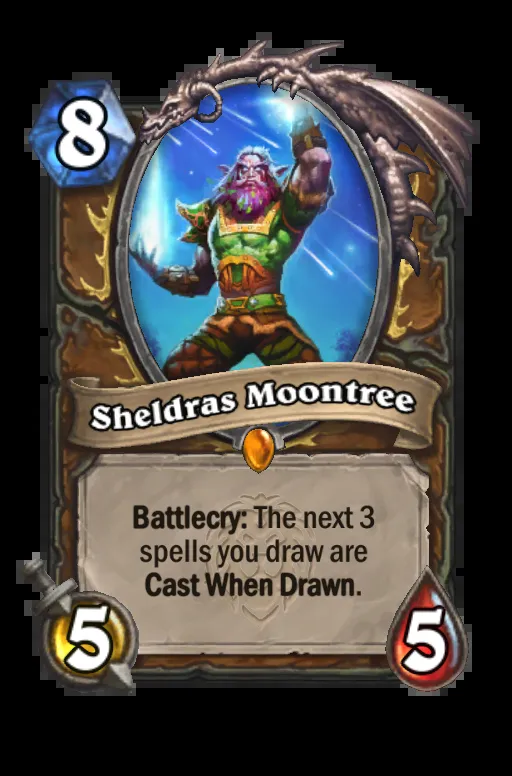 8
Sheldras Moontree
Battlecry: The next 3
spells you draw are
Cast When Drawn.
5
5